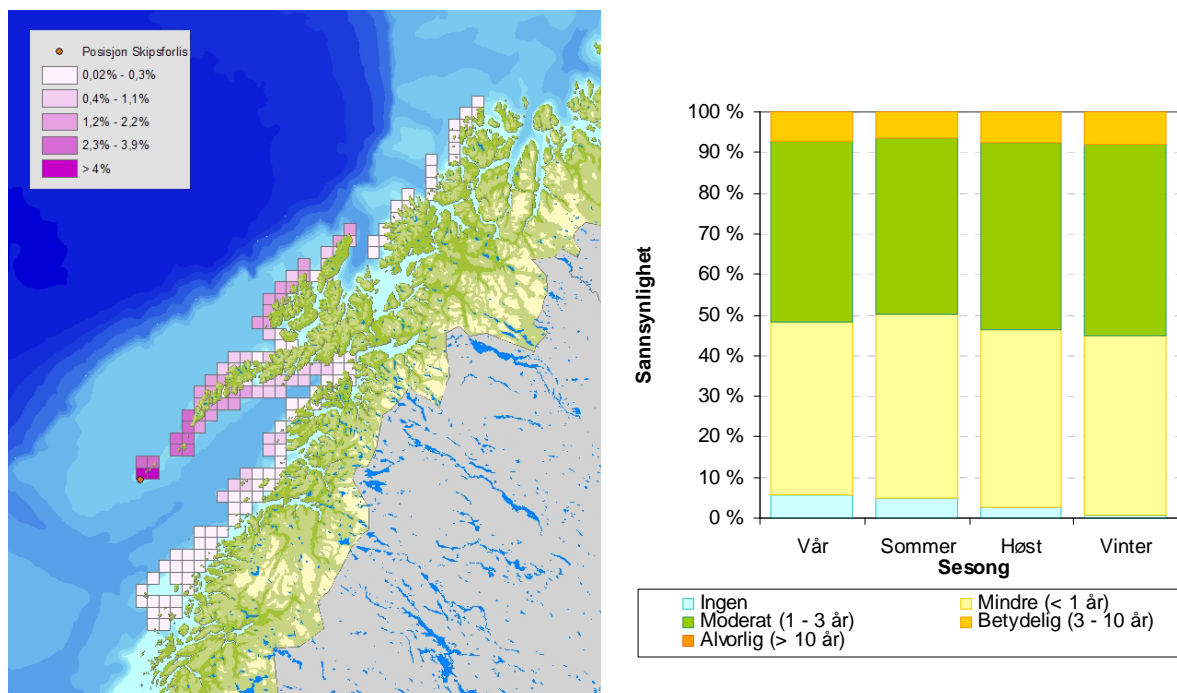 Posisjon Skipsforlis
0,02% - 0,3%
0,4% - 1,1%
1,2% - 2,2%
2,3% - 3,9%
> 4%
Sannsynlighet
100 %
90 %
80 %
70 %
60 %
50 %
40 %
30 %
20 %
10 %
0 %
Vår Sommer Høst Vinter
Sesong
Ingen Mindre (< 1 år)
Moderat (1 - 3 år) Betydelig (3 - 10 år)
Alvorlig (> 10 år)